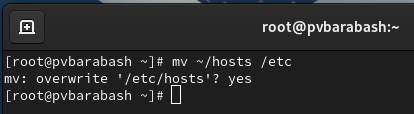 root@pvbarabash:~
[root@pvbarabash ~]# mv ~/hosts /etc
mv: overwrite '/etc/hosts'? yes
[root@pvbarabash ~]#